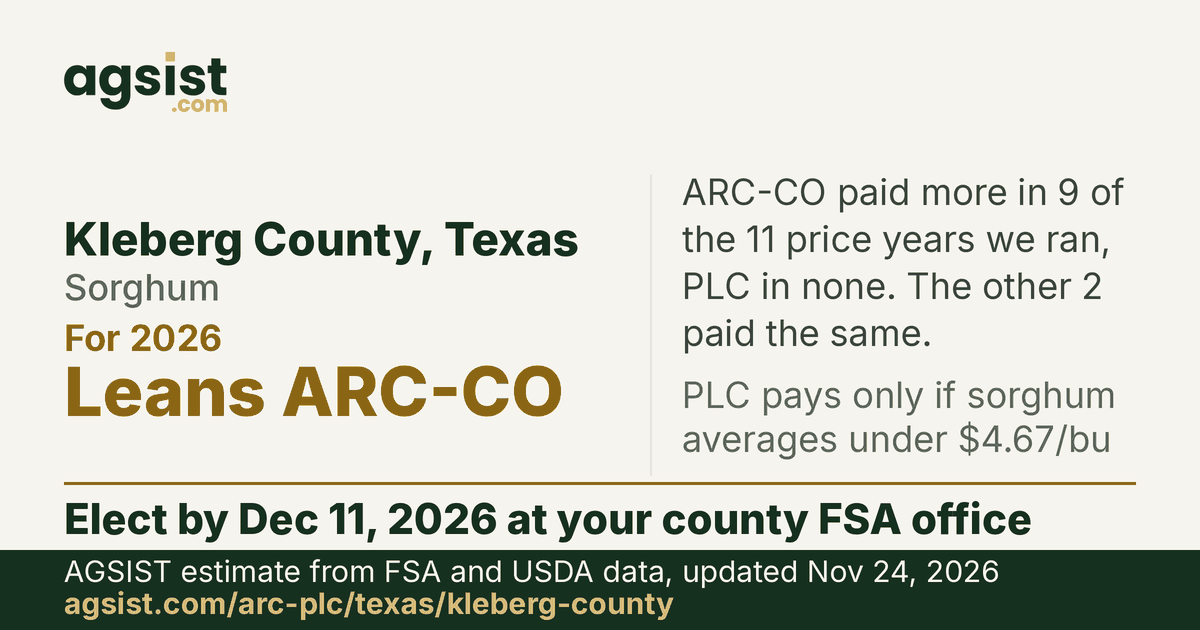 agsist
.com
Kleberg County, Texas
Sorghum
For 2026
Leans ARC-CO
ARC-CO paid more in 9 of
the 11 price years we ran,
PLC in none. The other 2
paid the same.
PLC pays only if sorghum
averages under $4.67/bu
Elect by Dec 11, 2026 at your county FSA office
AGSIST estimate from FSA and USDA data, updated Nov 24, 2026
agsist.com/arc-plc/texas/kleberg-county